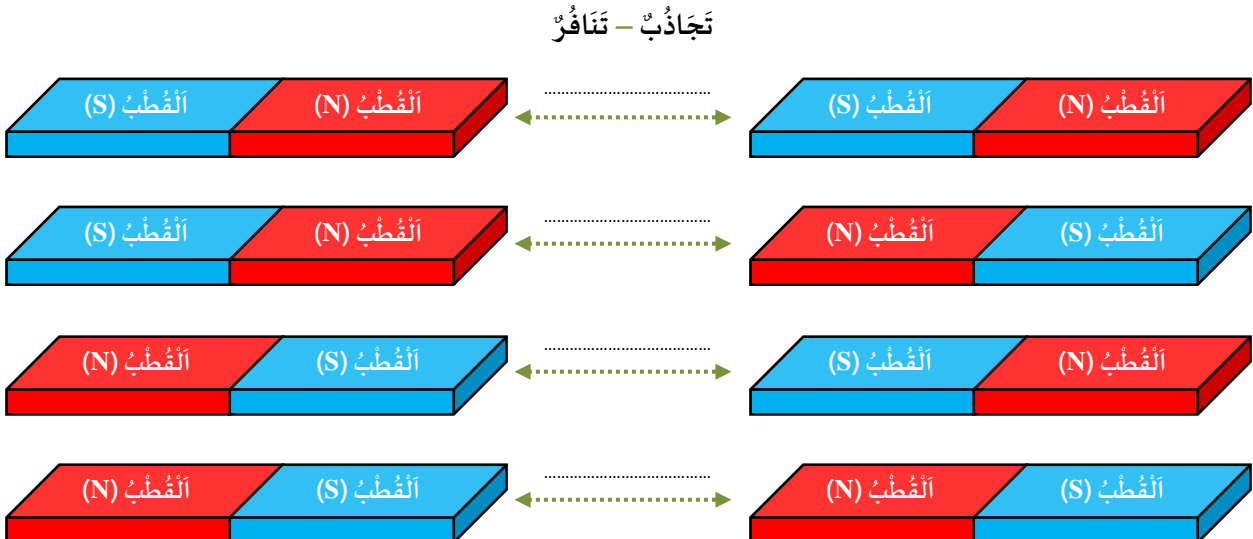 تَجَاذُبٌ – تَنَافُرٌ
اَلْقُطْبُ (S) اَلْقُطْبُ (N) ........................................ اَلْقُطْبُ (S) اَلْقُطْبُ (N)
اَلْقُطْبُ (S) اَلْقُطْبُ (N) ........................................ اَلْقُطْبُ (N) اَلْقُطْبُ (S)
اَلْقُطْبُ (N) اَلْقُطْبُ (S) ........................................ اَلْقُطْبُ (S) اَلْقُطْبُ (N)
اَلْقُطْبُ (N) اَلْقُطْبُ (S) ........................................ اَلْقُطْبُ (N) اَلْقُطْبُ (S)